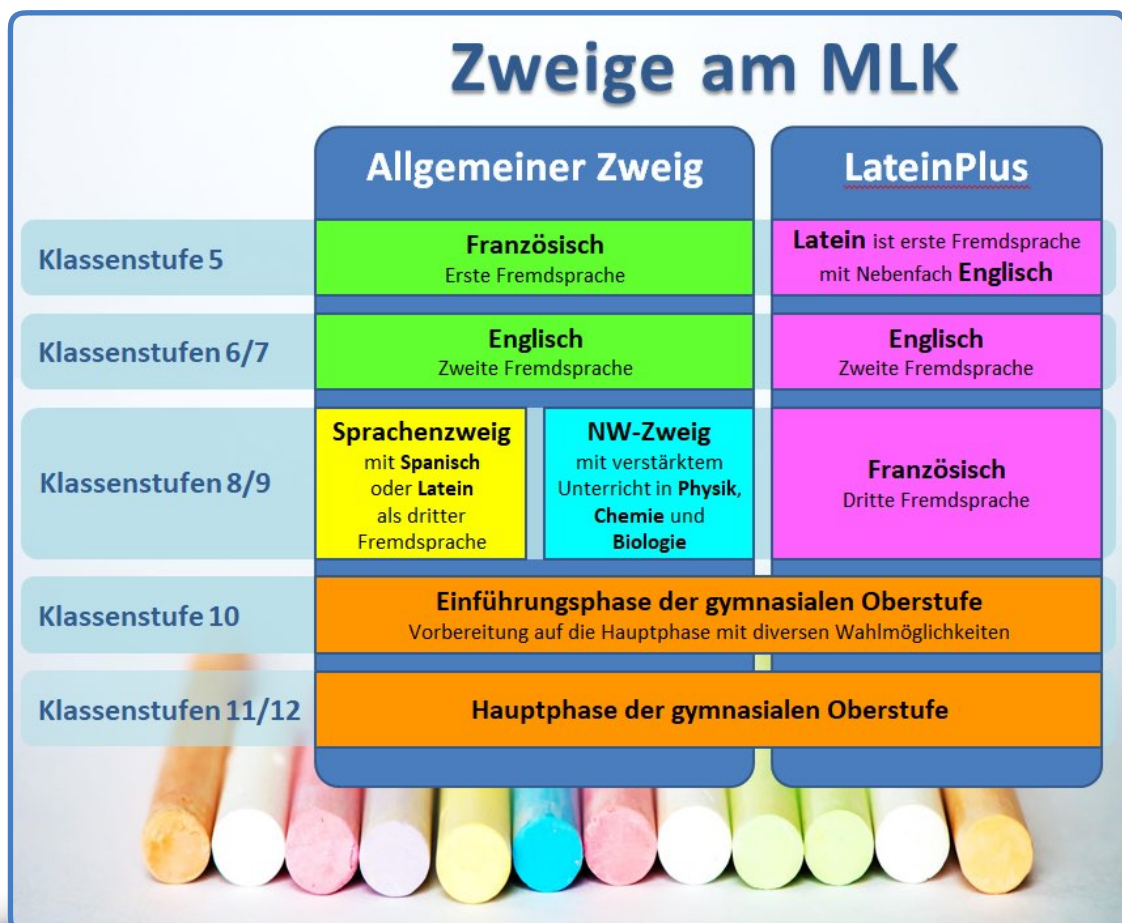 Zweige am MLK
Allgemeiner Zweig
LateinPlus
Klassenstufe 5
Französisch
Erste Fremdsprache
Latein ist erste Fremdsprache
mit Nebenfach Englisch
Klassenstufen 6/7
Englisch
Zweite Fremdsprache
Englisch
Zweite Fremdsprache
Klassenstufen 8/9
Sprachenzweig
mit Spanisch
oder Latein
als dritter
Fremdsprache
NW-Zweig
mit verstärktem
Unterricht in Physik,
Chemie und
Biologie
Französisch
Dritte Fremdsprache
Klassenstufe 10
Einführungsphase der gymnasialen Oberstufe
Vorbereitung auf die Hauptphase mit diversen Wahlmöglichkeiten
Klassenstufen 11/12
Hauptphase der gymnasialen Oberstufe